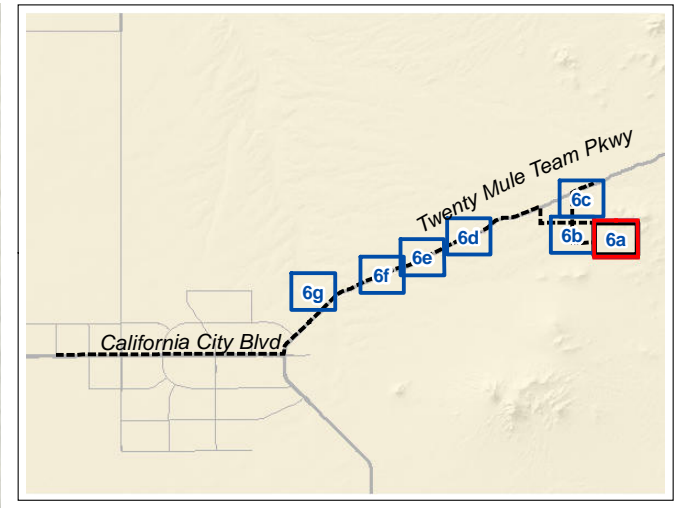 Twenty Mule Team Pkwy
6c
6b
6a
6d
6e
6f
6g
California City Blvd